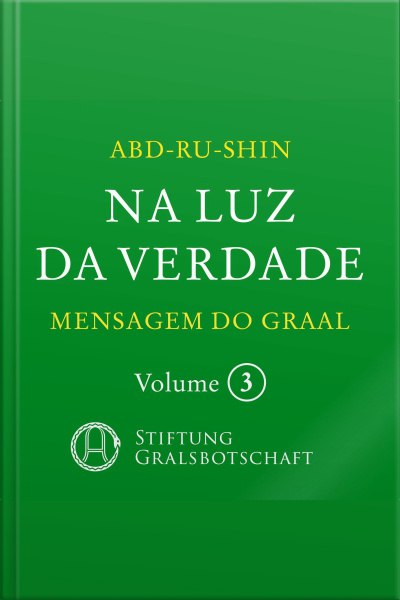 ABD-RU-SHIN
NA LUZ
DA VERDADE
MENSAGEM DO GRAAL
Volume 3
STIFTUNG
GRALSBOTSCHAFT